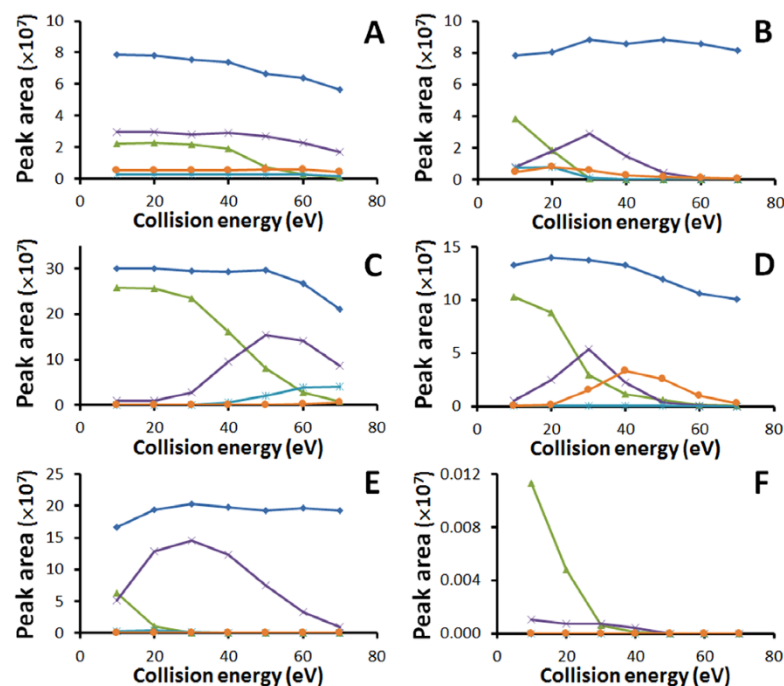 A
Peak area (×10⁷)
10
8
6
4
2
0
0 20 40 60 80
Collision energy (eV)
B
Peak area (×10⁷)
10
8
6
4
2
0
0 20 40 60 80
Collision energy (eV)
C
Peak area (×10⁷)
30
20
10
0
0 20 40 60 80
Collision energy (eV)
D
Peak area (×10⁷)
15
10
5
0
0 20 40 60 80
Collision energy (eV)
E
Peak area (×10⁷)
25
20
15
10
5
0
0 20 40 60 80
Collision energy (eV)
F
Peak area (×10⁷)
0.012
0.008
0.004
0.000
0 20 40 60 80
Collision energy (eV)